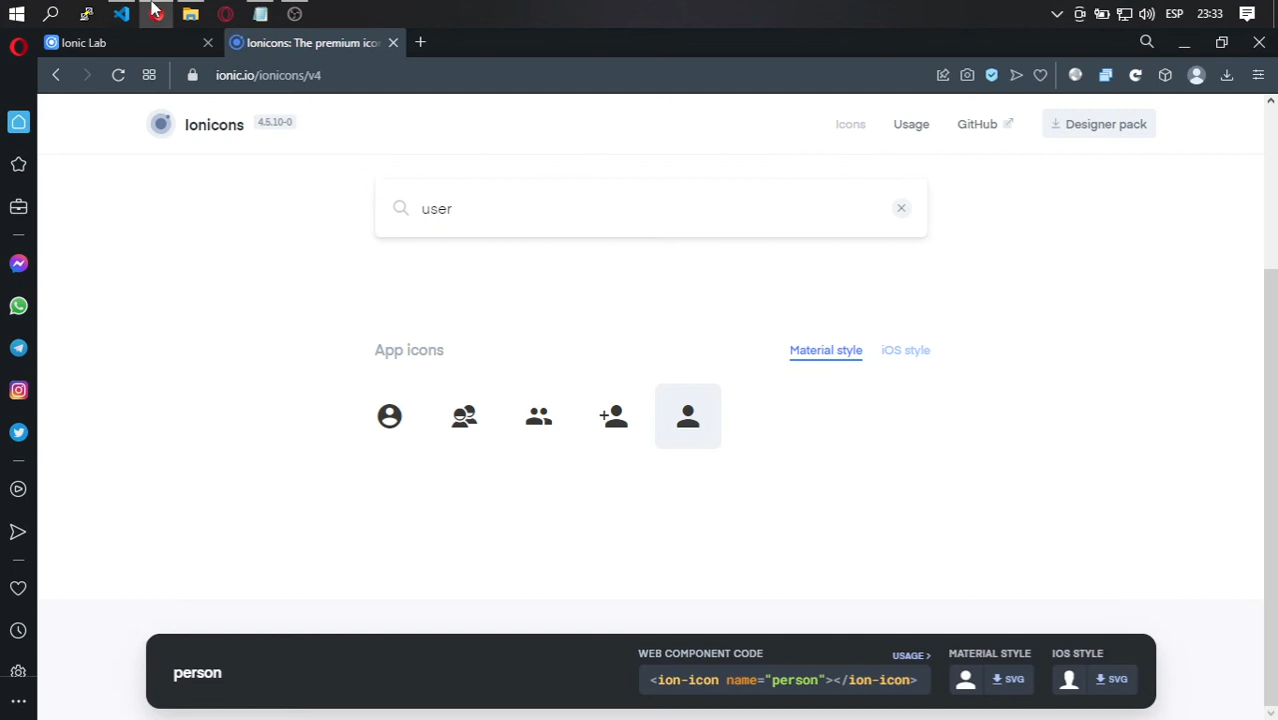 ESP
23:33
Ionic Lab
Ionicons: The premium ico
ionic.io/ionicons/v4
Ionicons
4.5.10-0
Icons
Usage
GitHub
Designer pack
user
App icons
Material style
iOS style
person
WEB COMPONENT CODE
USAGE >
<ion-icon name="person"></ion-icon>
MATERIAL STYLE
SVG
IOS STYLE
SVG